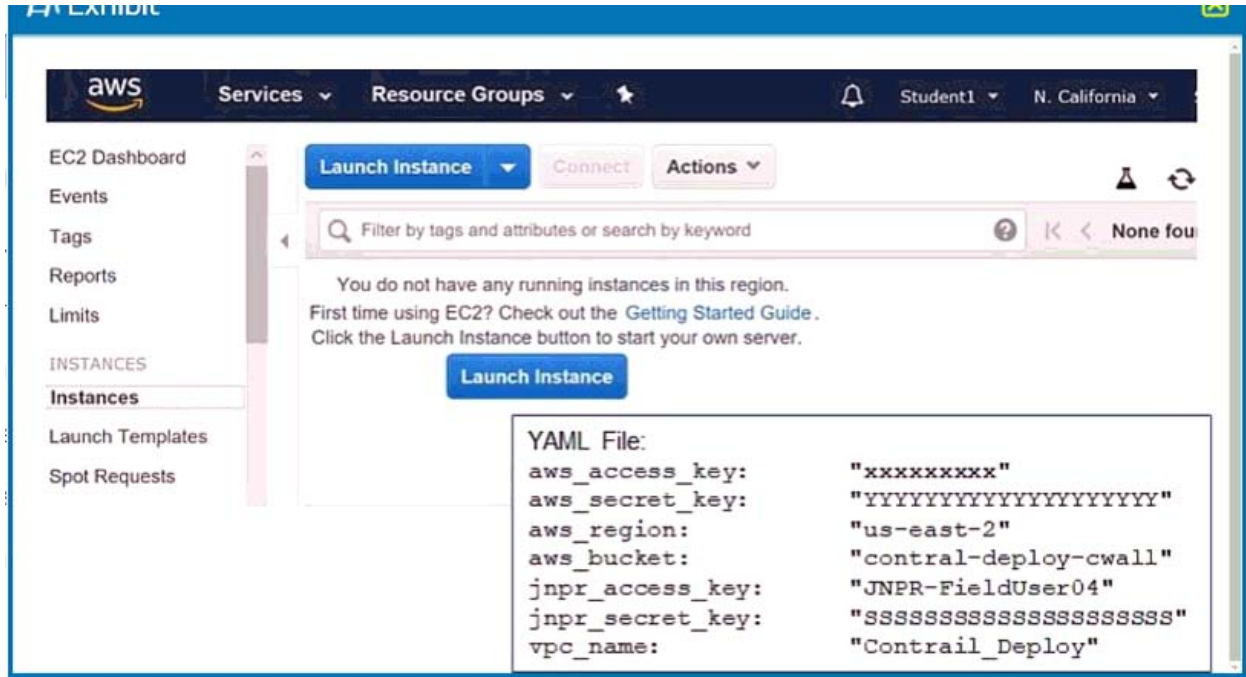 Exhibit
aws Services Resource Groups Student1 N. California
EC2 Dashboard
Events
Tags
Reports
Limits
INSTANCES
Instances
Launch Templates
Spot Requests
Launch Instance Connect Actions
Filter by tags and attributes or search by keyword None fou
You do not have any running instances in this region.
First time using EC2? Check out the Getting Started Guide.
Click the Launch Instance button to start your own server.
Launch Instance
YAML File:
aws_access_key: "xxxxxxxxx"
aws_secret_key: "YYYYYYYYYYYYYYYYYYYY"
aws_region: "us-east-2"
aws_bucket: "contral-deploy-cwall"
jnpr_access_key: "JNPR-FieldUser04"
jnpr_secret_key: "SSSSSSSSSSSSSSSSSSSSS"
vpc_name: "Contrail_Deploy"